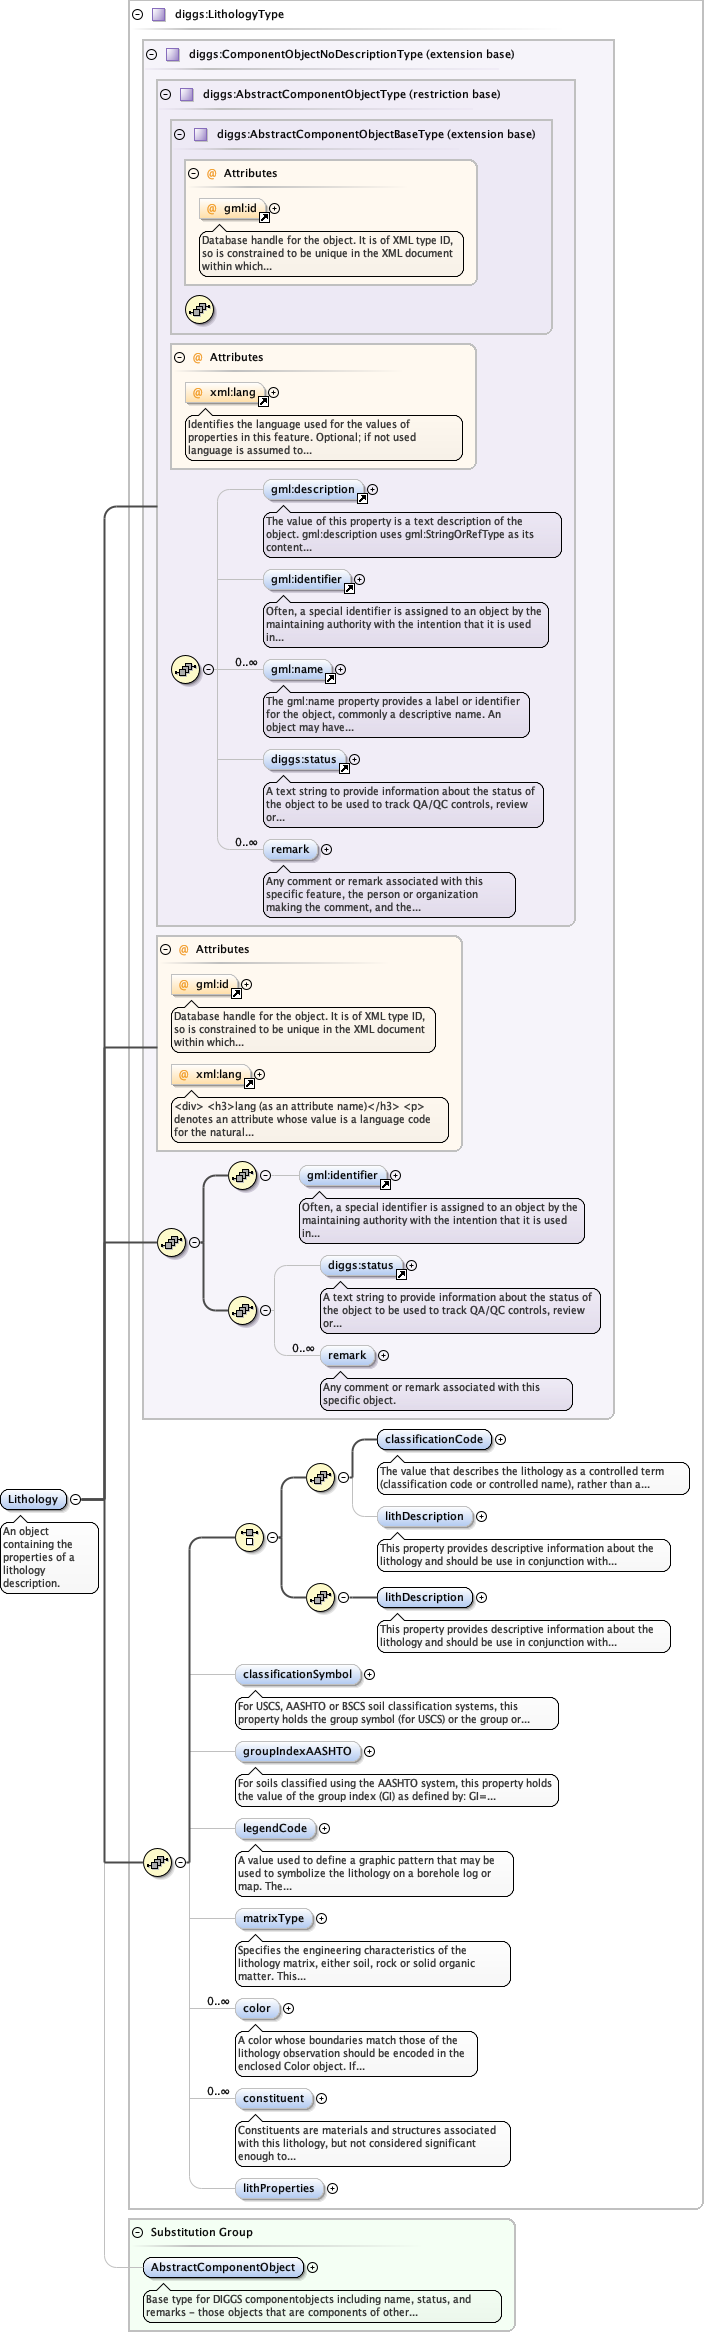 diggs:LithologyType
diggs:ComponentObjectNoDescriptionType (extension base)
diggs:AbstractComponentObjectType (restriction base)
diggs:AbstractComponentObjectBaseType (extension base)
@ Attributes
@ gml:id
Database handle for the object. It is of XML type ID,
so is constrained to be unique in the XML document
within which...
@ Attributes
@ xml:lang
Identifies the language used for the values of
properties in this feature. Optional; if not used
language is assumed to...
gml:description
The value of this property is a text description of the
object. gml:description uses gml:StringOrRefType as its
content...
gml:identifier
Often, a special identifier is assigned to an object by the
maintaining authority with the intention that it is used
in...
0..∞
gml:name
The gml:name property provides a label or identifier
for the object, commonly a descriptive name. An
object may have...
diggs:status
A text string to provide information about the status of
the object to be used to track QA/QC controls, review
or...
0..∞
remark
Any comment or remark associated with this
specific feature, the person or organization
making the comment, and the...
@ Attributes
@ gml:id
Database handle for the object. It is of XML type ID,
so is constrained to be unique in the XML document
within which...
@ xml:lang
<div> <h3>lang (as an attribute name)</h3> <p>
denotes an attribute whose value is a language code
for the natural...
gml:identifier
Often, a special identifier is assigned to an object by the
maintaining authority with the intention that it is used
in...
diggs:status
A text string to provide information about the status of
the object to be used to track QA/QC controls, review
or...
0..∞
remark
Any comment or remark associated with this
specific object.
Lithology
An object
containing the
properties of a
lithology
description.
classificationCode
The value that describes the lithology as a controlled term
(classification code or controlled name), rather than a...
lithDescription
This property provides descriptive information about the
lithology and should be use in conjunction with...
lithDescription
This property provides descriptive information about the
lithology and should be use in conjunction with...
classificationSymbol
For USCS, AASHTO or BSCS soil classification systems, this
property holds the group symbol (for USCS) or the group or...
groupIndexAASHTO
For soils classified using the AASHTO system, this property holds
the value of the group index (GI) as defined by: GI=...
legendCode
A value used to define a graphic pattern that may be
used to symbolize the lithology on a borehole log or
map. The...
matrixType
Specifies the engineering characteristics of the
lithology matrix, either soil, rock or solid organic
matter. This...
0..∞
color
A color whose boundaries match those of the
lithology observation should be encoded in the
enclosed Color object. If...
0..∞
constituent
Constituents are materials and structures associated
with this lithology, but not considered significant
enough to...
lithProperties
Substitution Group
AbstractComponentObject
Base type for DIGGS componentobjects including name, status, and
remarks - those objects that are components of other...